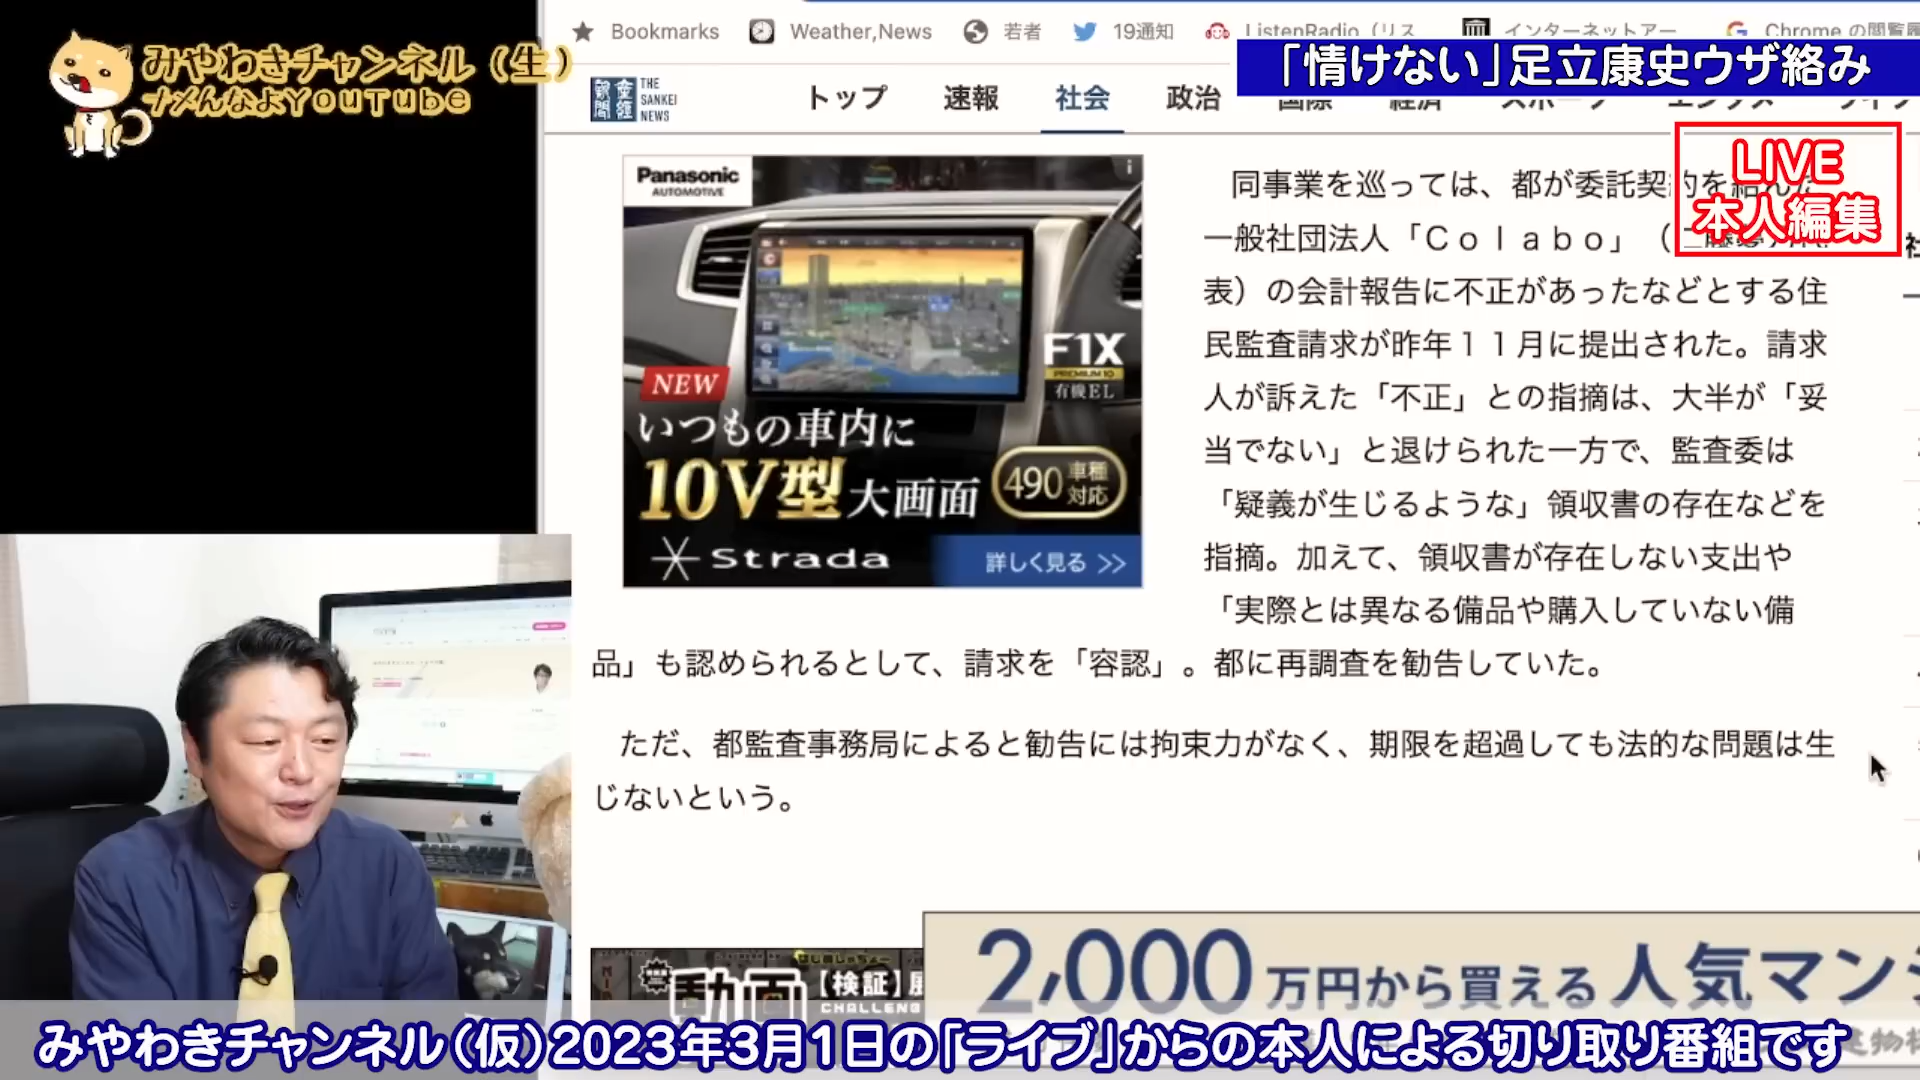 Bookmarks
Weather,News
若者
19通知
みやわきチャンネル（生）
ナメんなよYouTube
「情けない」足立康史ウザ絡み
産経新聞
THE SANKEI NEWS
トップ
速報
社会
政治
LIVE
本人編集
Panasonic
AUTOMOTIVE
F1X
PREMIUM10
有機EL
NEW
いつもの車内に
10V型大画面
490車種対応
Strada
詳しく見る >>
同事業を巡っては、都が委託契約を結んだ
一般社団法人「Ｃｏｌａｂｏ」（
表）の会計報告に不正があったなどとする住
民監査請求が昨年１１月に提出された。請求
人が訴えた「不正」との指摘は、大半が「妥
当でない」と退けられた一方で、監査委は
「疑義が生じるような」領収書の存在などを
指摘。加えて、領収書が存在しない支出や
「実際とは異なる備品や購入していない備
品」も認められるとして、請求を「容認」。都に再調査を勧告していた。
ただ、都監査事務局によると勧告には拘束力がなく、期限を超過しても法的な問題は生
じないという。
動画
【検証】
CHALLENG
2,000万円から買える人気マンシ
みやわきチャンネル（仮）2023年3月1日の「ライブ」からの本人による切り取り番組です